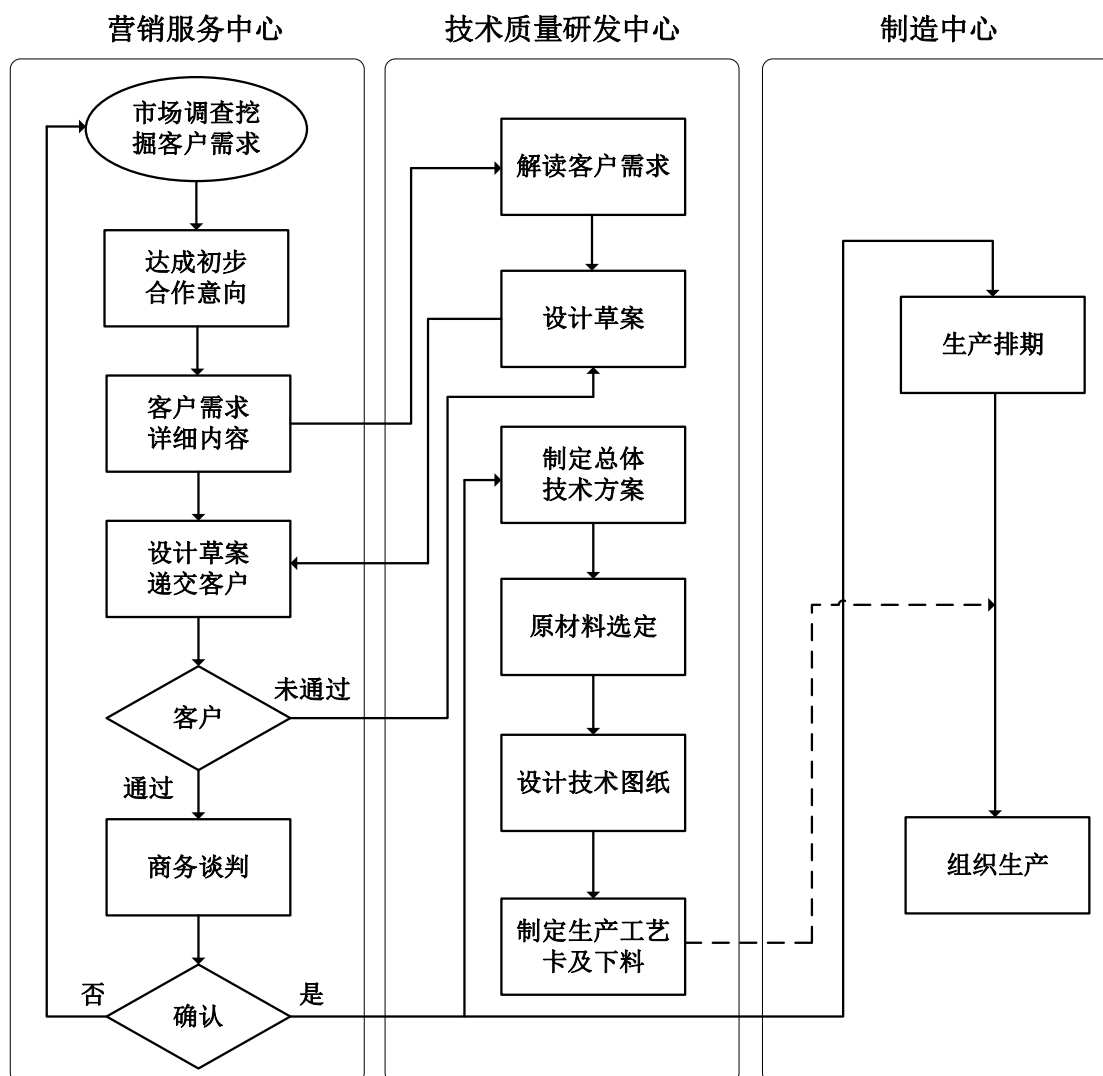 营销服务中心
技术质量研发中心
制造中心
市场调查挖
掘客户需求
达成初步
合作意向
客户需求
详细内容
设计草案
递交客户
客户
未通过
通过
商务谈判
确认
否
是
解读客户需求
设计草案
制定总体
技术方案
原材料选定
设计技术图纸
制定生产工艺
卡及下料
生产排期
组织生产